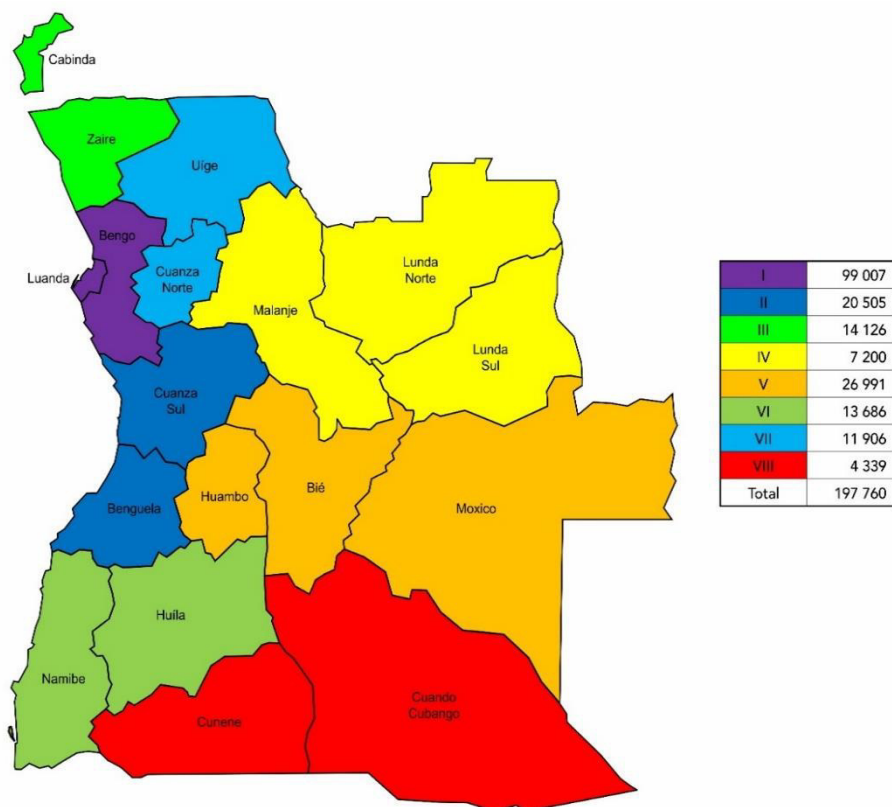 Cabinda
Zaire
Uíge
Bengo
Luanda
Cuanza
Norte
Malanje
Lunda
Norte
Lunda
Sul
Cuanza
Sul
Benguela
Huambo
Bié
Moxico
Namibe
Huíla
Cunene
Cuando
Cubango
I 99 007
II 20 505
III 14 126
IV 7 200
V 26 991
VI 13 686
VII 11 906
VIII 4 339
Total 197 760